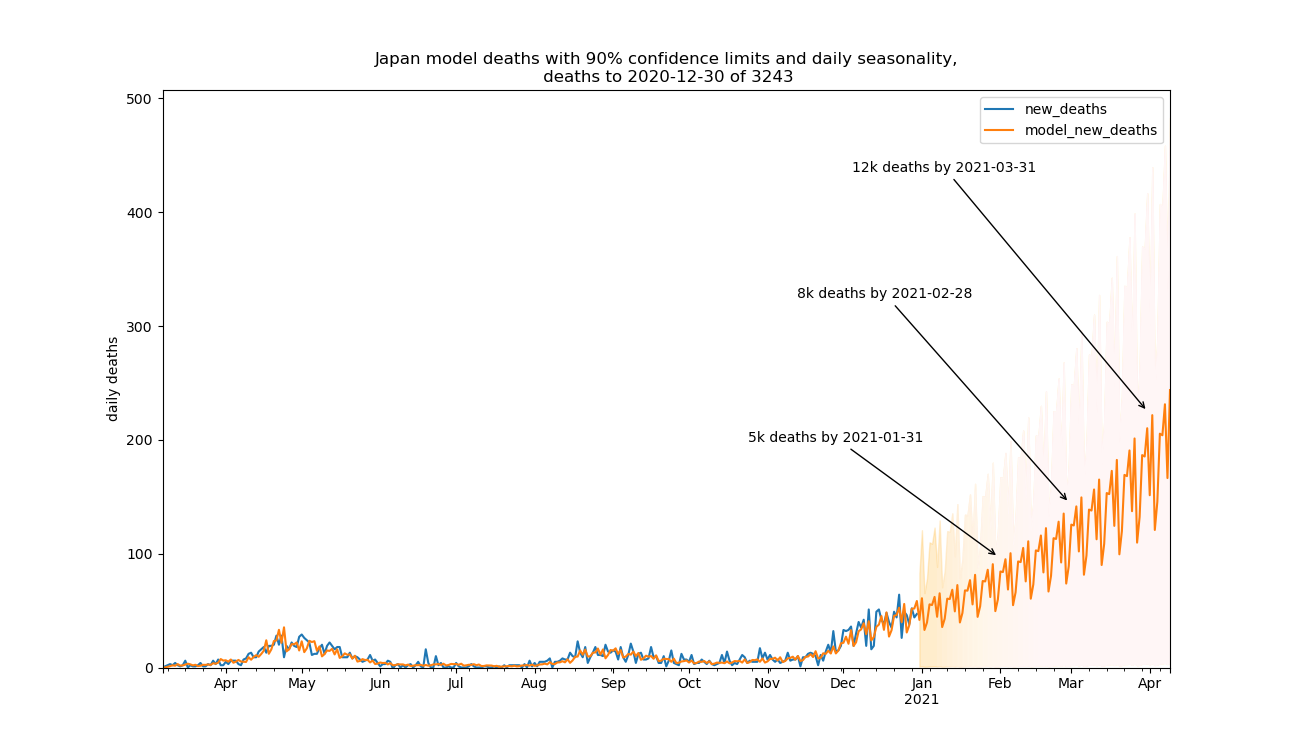 Japan model deaths with 90% confidence limits and daily seasonality,
deaths to 2020-12-30 of 3243
new_deaths
model_new_deaths
12k deaths by 2021-03-31
8k deaths by 2021-02-28
5k deaths by 2021-01-31
daily deaths
500
400
300
200
100
0
Apr May Jun Jul Aug Sep Oct Nov Dec Jan Feb Mar Apr
2021